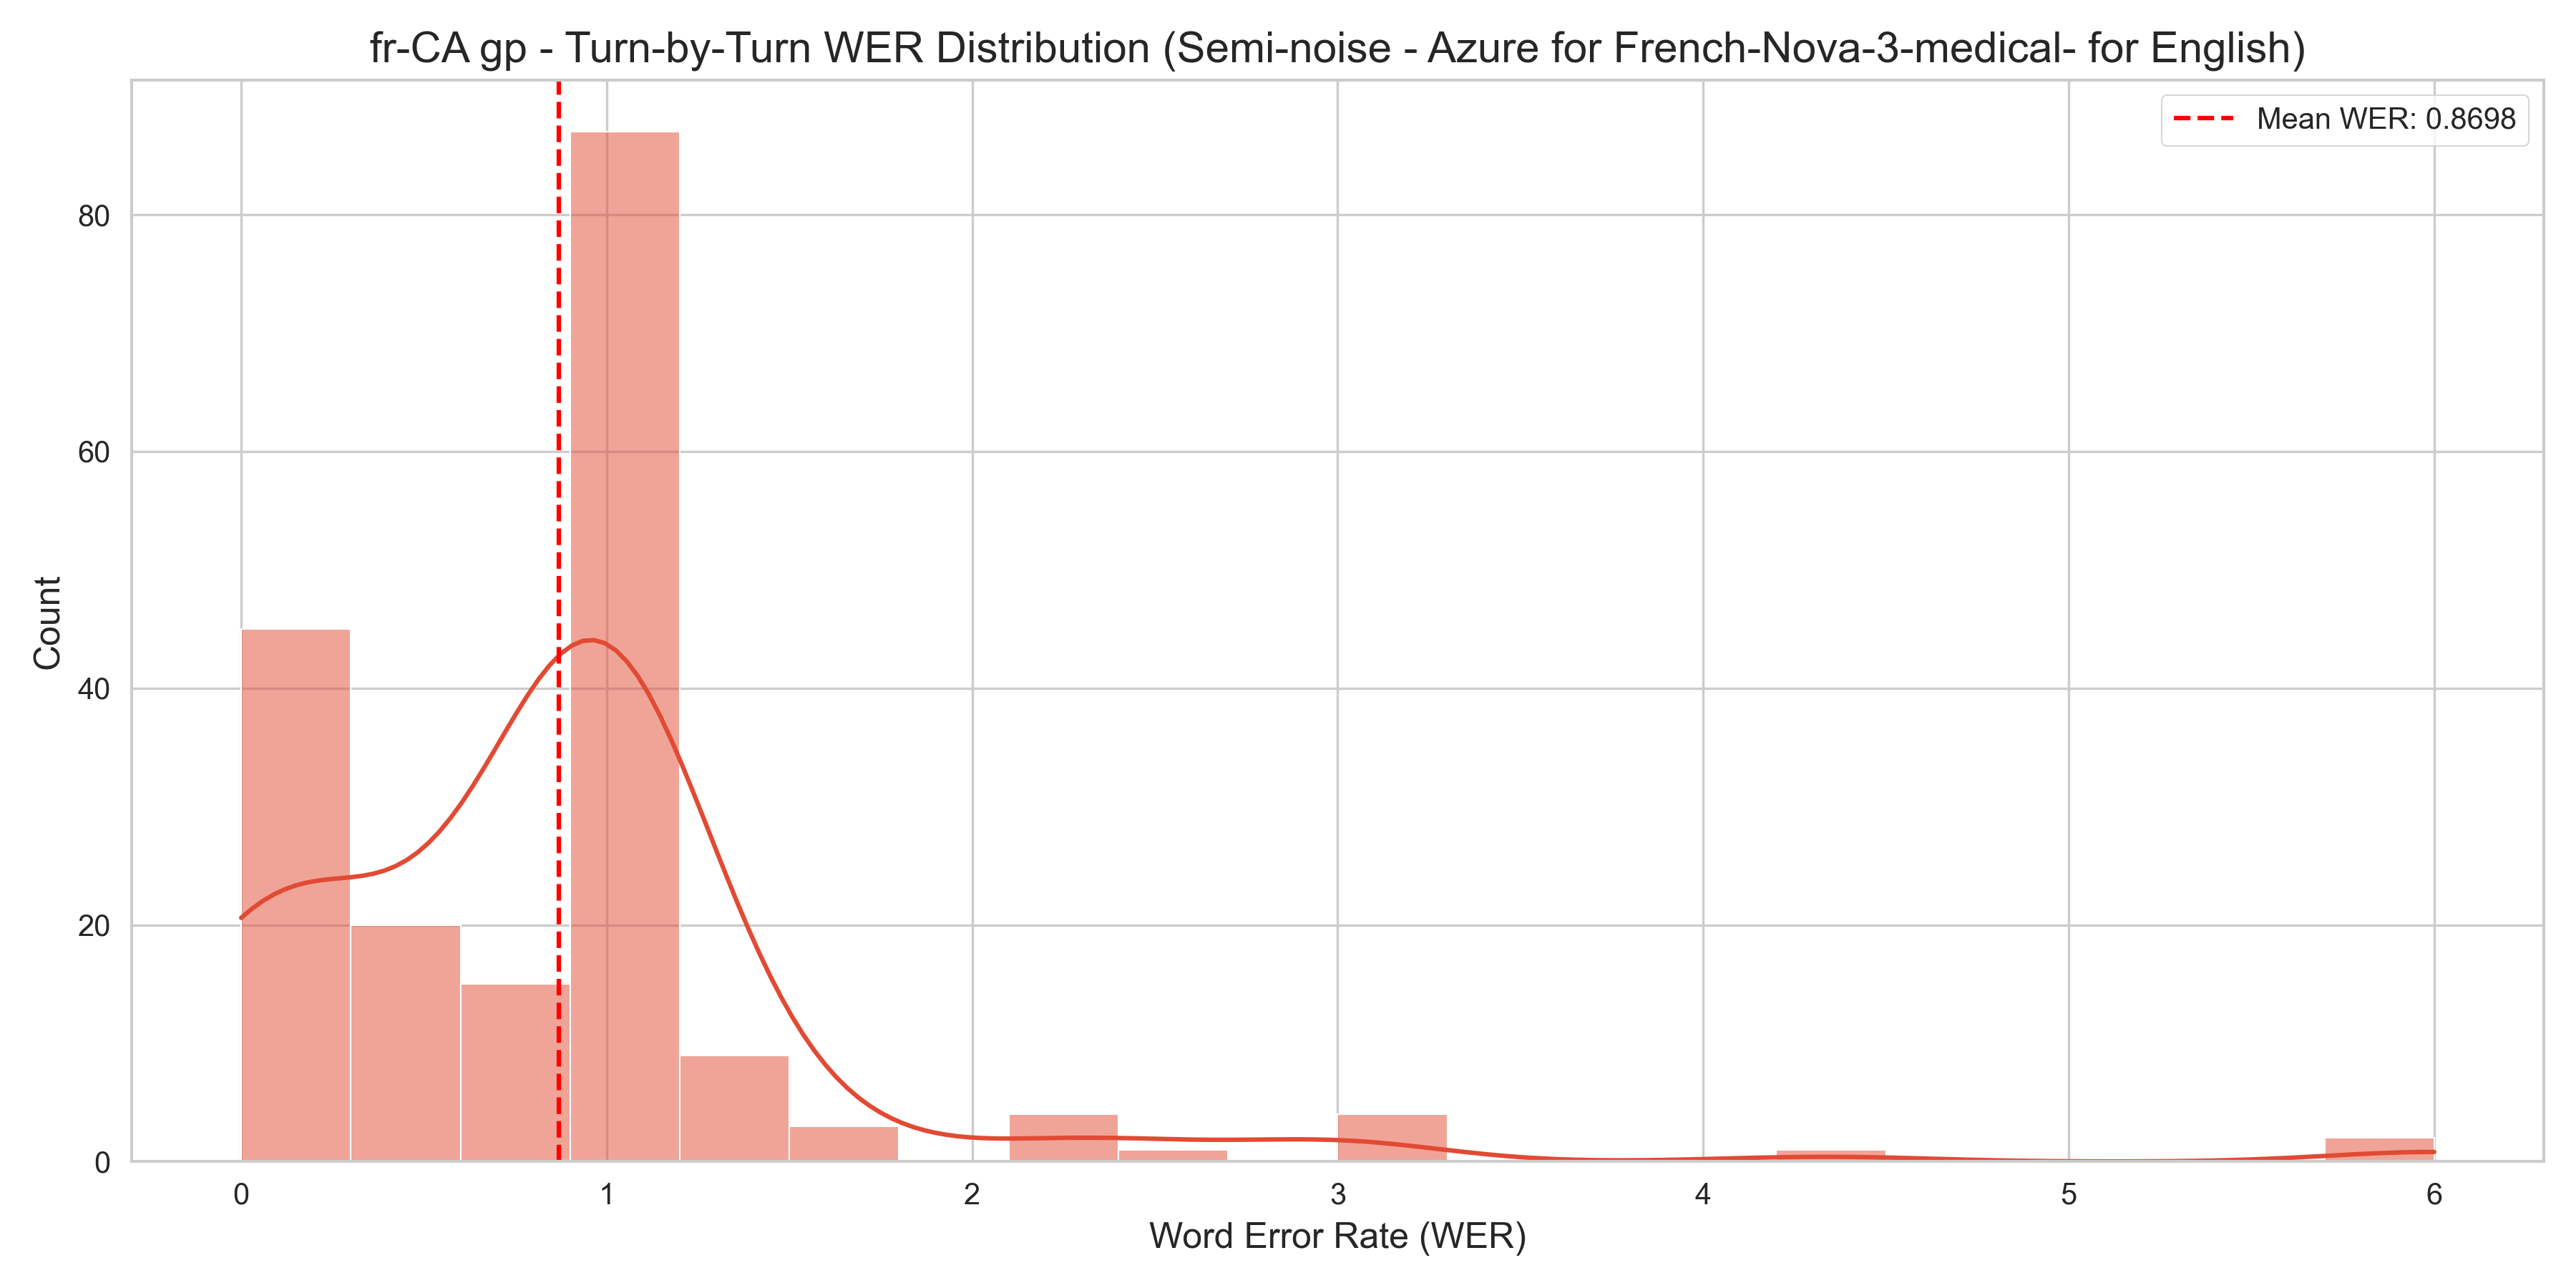 fr-CA gp - Turn-by-Turn WER Distribution (Semi-noise - Azure for French-Nova-3-medical- for English)
Mean WER: 0.8698
Count
80
60
40
20
0
0 1 2 3 4 5 6
Word Error Rate (WER)